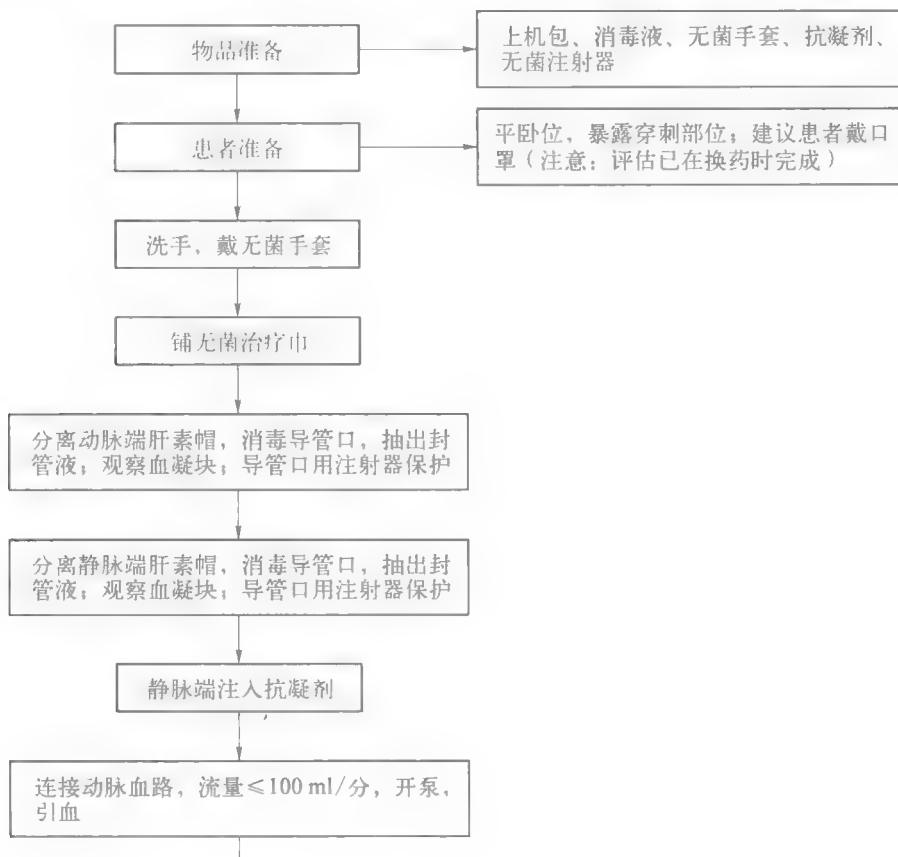 物品准备
上机包、消毒液、无菌手套、抗凝剂、
无菌注射器
患者准备
平卧位，暴露穿刺部位；建议患者戴口
罩（注意：评估已在换药时完成）
洗手，戴无菌手套
铺无菌治疗巾
分离动脉端肝素帽，消毒导管口，抽出封
管液；观察血凝块；导管口用注射器保护
分离静脉端肝素帽，消毒导管口，抽出封
管液；观察血凝块；导管口用注射器保护
静脉端注入抗凝剂
连接动脉血路，流量≤100 ml/分，开泵，
引血